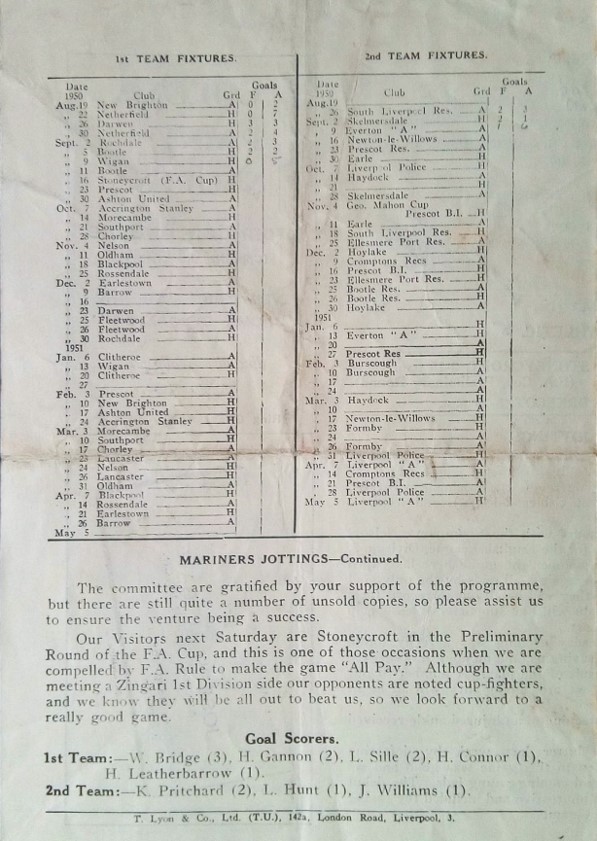 1st TEAM FIXTURES.
Date Goals
1950 Club Grd F A
Aug.19 New Brighton A 0 2
,, 22 Netherfield H 0 7
,, 26 Darwen H 3 3
,, 30 Netherfield A 2 4
Sept. 2 Rochdale A 2 3
,, 5 Bootle H 2 2
,, 9 Wigan H 0
,, 11 Bootle A
,, 16 Stoneycroft (F.A. Cup) H
,, 23 Prescot H
,, 30 Ashton United A
Oct. 7 Accrington Stanley A
,, 14 Morecambe H
,, 21 Southport A
,, 28 Chorley H
Nov. 4 Nelson A
,, 11 Oldham H
,, 18 Blackpool A
,, 25 Rossendale H
Dec. 2 Earlestown A
,, 9 Barrow H
,, 16
,, 23 Darwen A
,, 25 Fleetwood H
,, 26 Fleetwood A
,, 30 Rochdale H
1951
Jan. 6 Clitheroe A
,, 13 Wigan A
,, 20 Clitheroe H
,, 27
Feb. 3 Prescot A
,, 10 New Brighton H
,, 17 Ashton United H
,, 24 Accrington Stanley H
Mar. 3 Morecambe A
,, 10 Southport H
,, 17 Chorley A
,, 23 Lancaster A
,, 24 Nelson H
,, 26 Lancaster H
,, 31 Oldham A
Apr. 7 Blackpool H
,, 14 Rossendale A
,, 21 Earlestown H
,, 26 Barrow A
May 5
2nd TEAM FIXTURES.
Date Goals
1950 Club Grd F A
Aug.19
,, 26 South Liverpool Res. A 2
Sept. 2 Skelmersdale H 2 1
,, 9 Everton "A" A 1 6
,, 16 Newton-le-Willows H
,, 23 Prescot Res. A
,, 30 Earle H
Oct. 7 Liverpool Police A
,, 14 Haydock A
,, 21 H
,, 28 Skelmersdale A
Nov. 4 Geo. Mahon Cup
Prescot B.I. H
,, 11 Earle A
,, 18 South Liverpool Res. H
,, 25 Ellesmere Port Res. A
Dec. 2 Hoylake H
,, 9 Cromptons Recs A
,, 16 Prescot B.I. H
,, 23 Ellesmere Port Res. H
,, 25 Bootle Res. A
,, 26 Bootle Res. H
,, 30 Hoylake A
1951
Jan. 6 H
,, 13 Everton "A" H
,, 20 A
,, 27 Prescot Res H
Feb. 3 Burscough H
,, 10 Burscough A
,, 17
,, 24 A
Mar. 3 Haydock H
,, 10 A
,, 17 Newton-le-Willows A
,, 23 Formby H
,, 24
,, 26 Formby A
,, 31 Liverpool Police H
Apr. 7 Liverpool "A" A
,, 14 Cromptons Recs H
,, 21 Prescot B.I. A
,, 28 Liverpool Police A
May 5 Liverpool "A" H
MARINERS JOTTINGS—Continued.
The committee are gratified by your support of the programme,
but there are still quite a number of unsold copies, so please assist us
to ensure the venture being a success.
Our Visitors next Saturday are Stoneycroft in the Preliminary
Round of the F.A. Cup, and this is one of those occasions when we are
compelled by F.A. Rule to make the game "All Pay." Although we are
meeting a Zingari 1st Division side our opponents are noted cup-fighters,
and we know they will be all out to beat us, so we look forward to a
really good game.
Goal Scorers.
1st Team:—W. Bridge (3), H. Gannon (2), L. Sille (2), H. Connor (1),
H. Leatherbarrow (1).
2nd Team:—K. Pritchard (2), L. Hunt (1), J. Williams (1).
T. Lyon & Co., Ltd. (T.U.), 142a, London Road, Liverpool, 3.